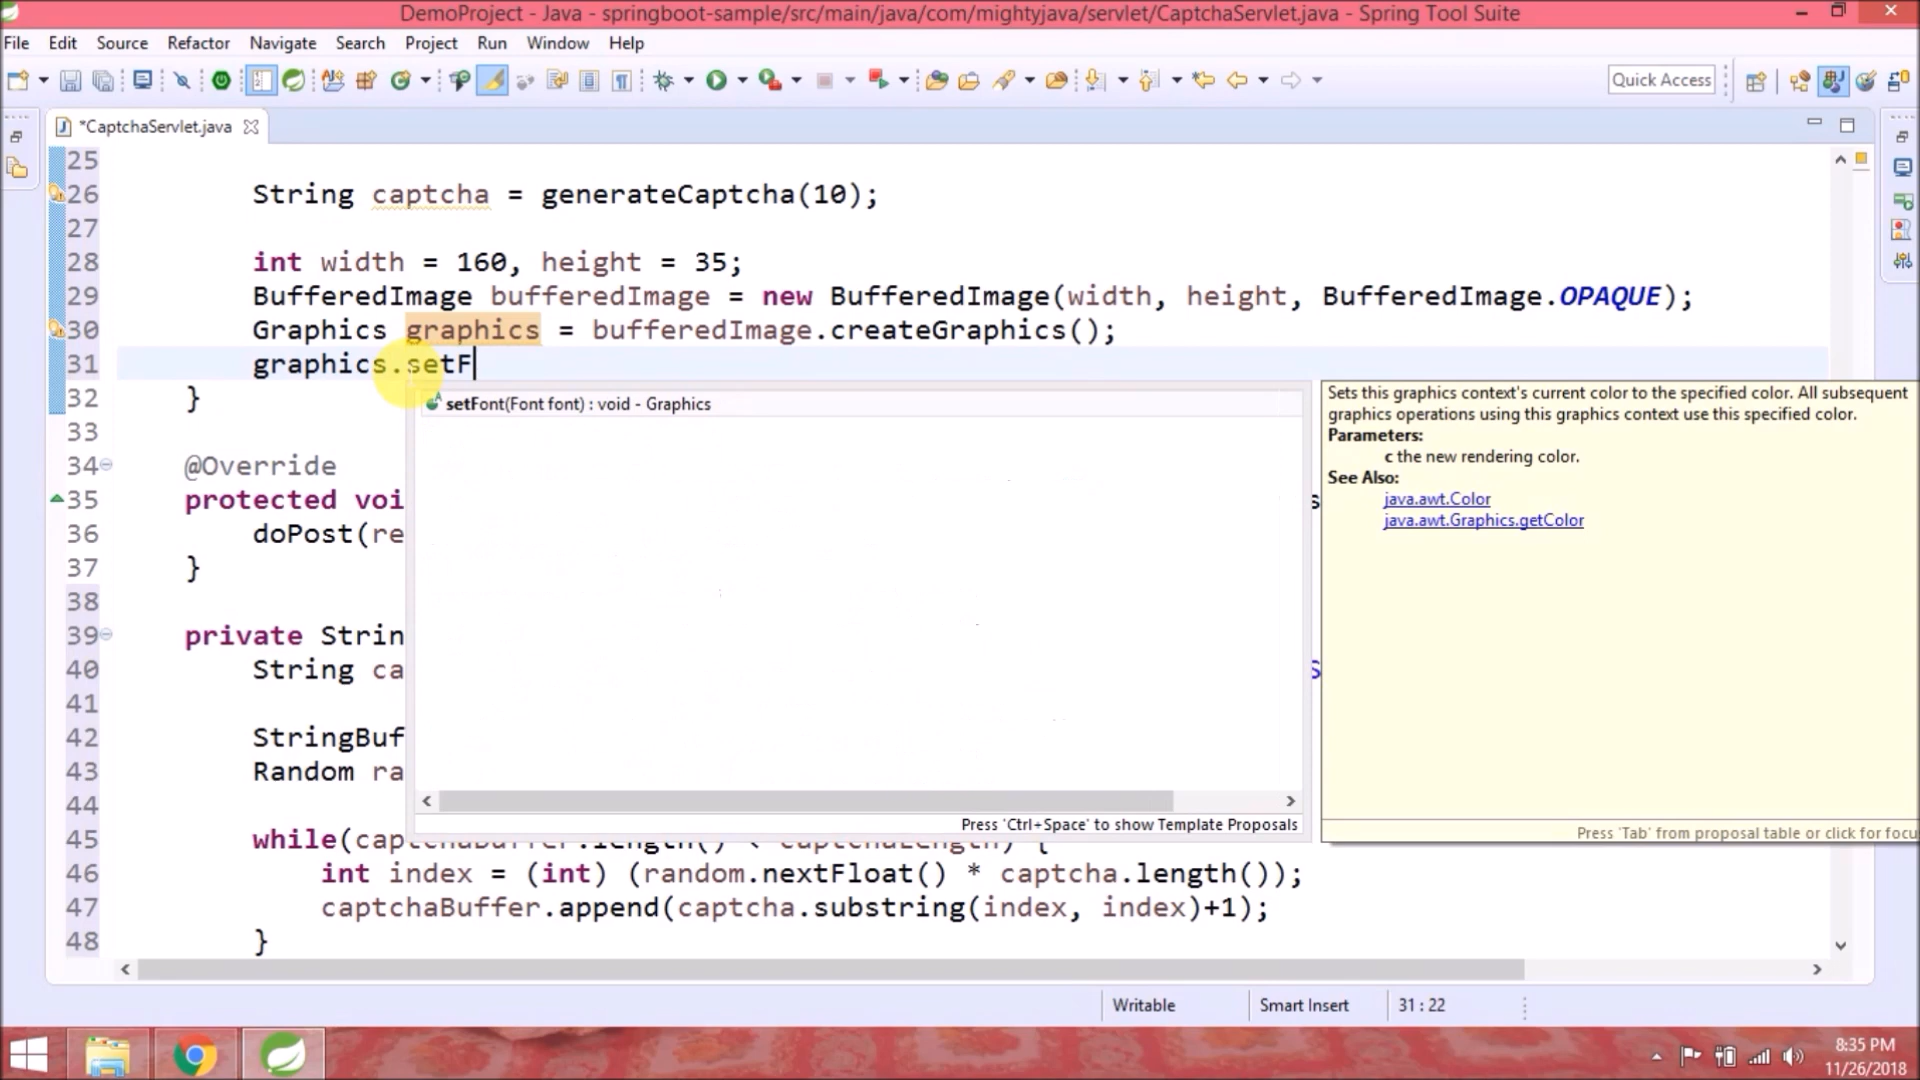 DemoProject - Java - springboot-sample/src/main/java/com/mightyjava/servlet/CaptchaServlet.java - Spring Tool Suite
File Edit Source Refactor Navigate Search Project Run Window Help
Quick Access
*CaptchaServlet.java
25
26 String captcha = generateCaptcha(10);
27
28 int width = 160, height = 35;
29 BufferedImage bufferedImage = new BufferedImage(width, height, BufferedImage.OPAQUE);
30 Graphics graphics = bufferedImage.createGraphics();
31 graphics.setF
32 }
setFont(Font font) : void - Graphics
Press 'Ctrl+Space' to show Template Proposals
Sets this graphics context's current color to the specified color. All subsequent
graphics operations using this graphics context use this specified color.
Parameters:
c the new rendering color.
See Also:
java.awt.Color
java.awt.Graphics.getColor
Press 'Tab' from proposal table or click for focu
33
34 @Override
35 protected voi s
36 doPost(re
37 }
38
39 private Strin
40 String ca S
41
42 StringBuf
43 Random ra
44
45 while(captchaBuffer.length() < captchaLength) {
46 int index = (int) (random.nextFloat() * captcha.length());
47 captchaBuffer.append(captcha.substring(index, index)+1);
48 }
Writable Smart Insert 31 : 22
8:35 PM
11/26/2018